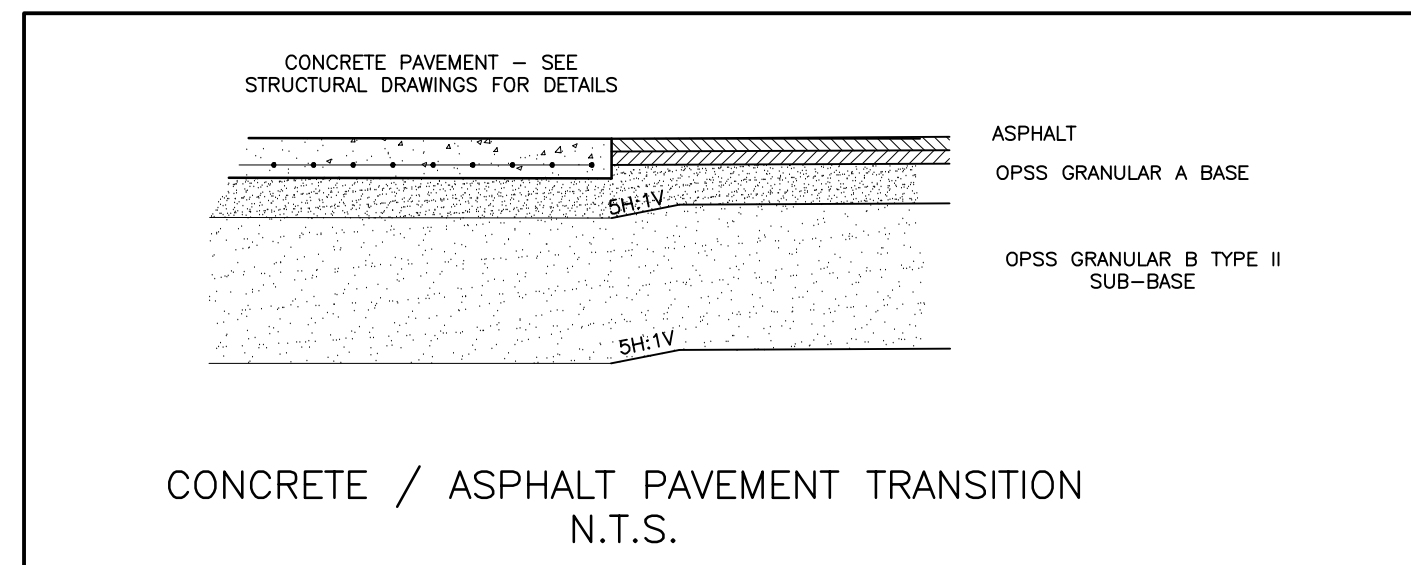 CONCRETE PAVEMENT – SEE
STRUCTURAL DRAWINGS FOR DETAILS
ASPHALT
OPSS GRANULAR A BASE
5H:1V
OPSS GRANULAR B TYPE II
SUB–BASE
5H:1V
CONCRETE / ASPHALT PAVEMENT TRANSITION
N.T.S.